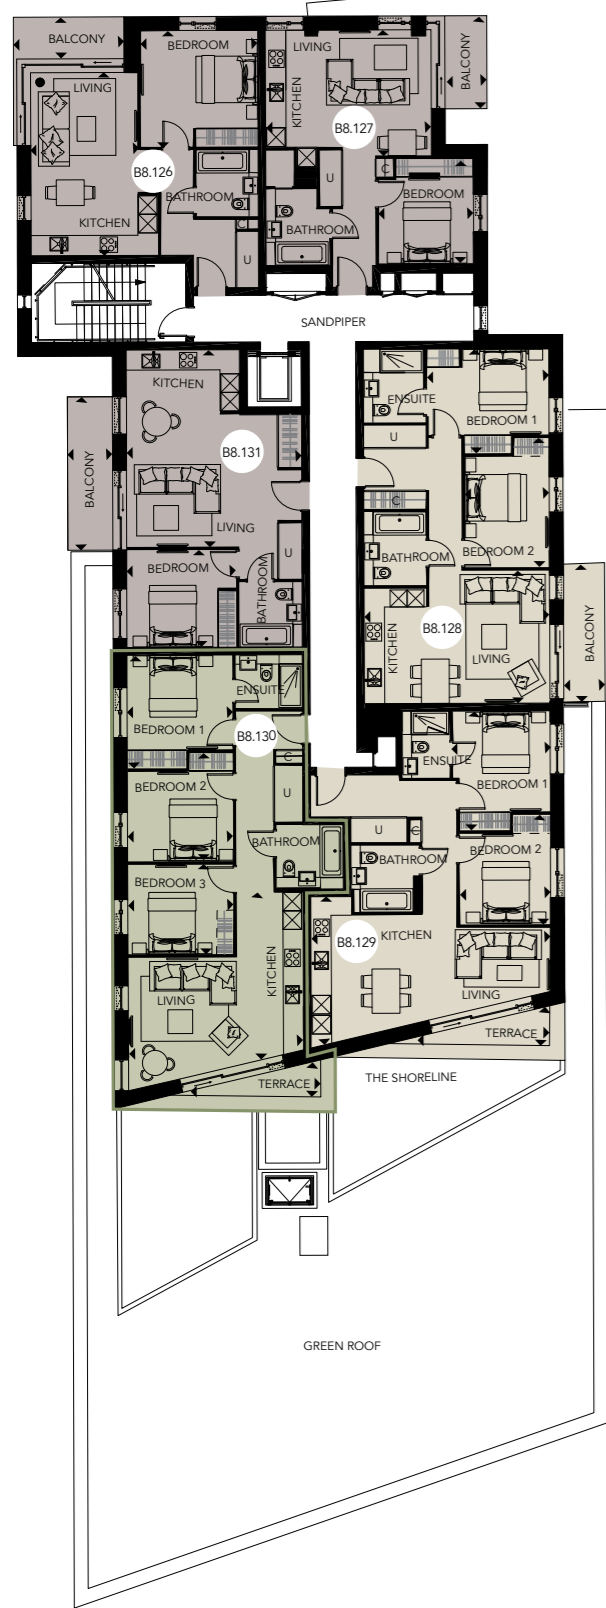 BALCONY
LIVING
KITCHEN
BEDROOM
BATHROOM
B8.126
C
U
LIVING
KITCHEN
BALCONY
B8.127
U
C
BEDROOM
BATHROOM
SANDPIPER
KITCHEN
B8.131
BALCONY
LIVING
U
BEDROOM
BATHROOM
ENSUITE
BEDROOM 1
U
C
BEDROOM 2
BATHROOM
KITCHEN
B8.128
LIVING
BALCONY
BEDROOM 1
ENSUITE
B8.130
C
U
BEDROOM 2
BATHROOM
BEDROOM 3
KITCHEN
LIVING
TERRACE
ENSUITE
BEDROOM 1
U
C
BEDROOM 2
BATHROOM
B8.129
KITCHEN
LIVING
TERRACE
THE SHORELINE
GREEN ROOF